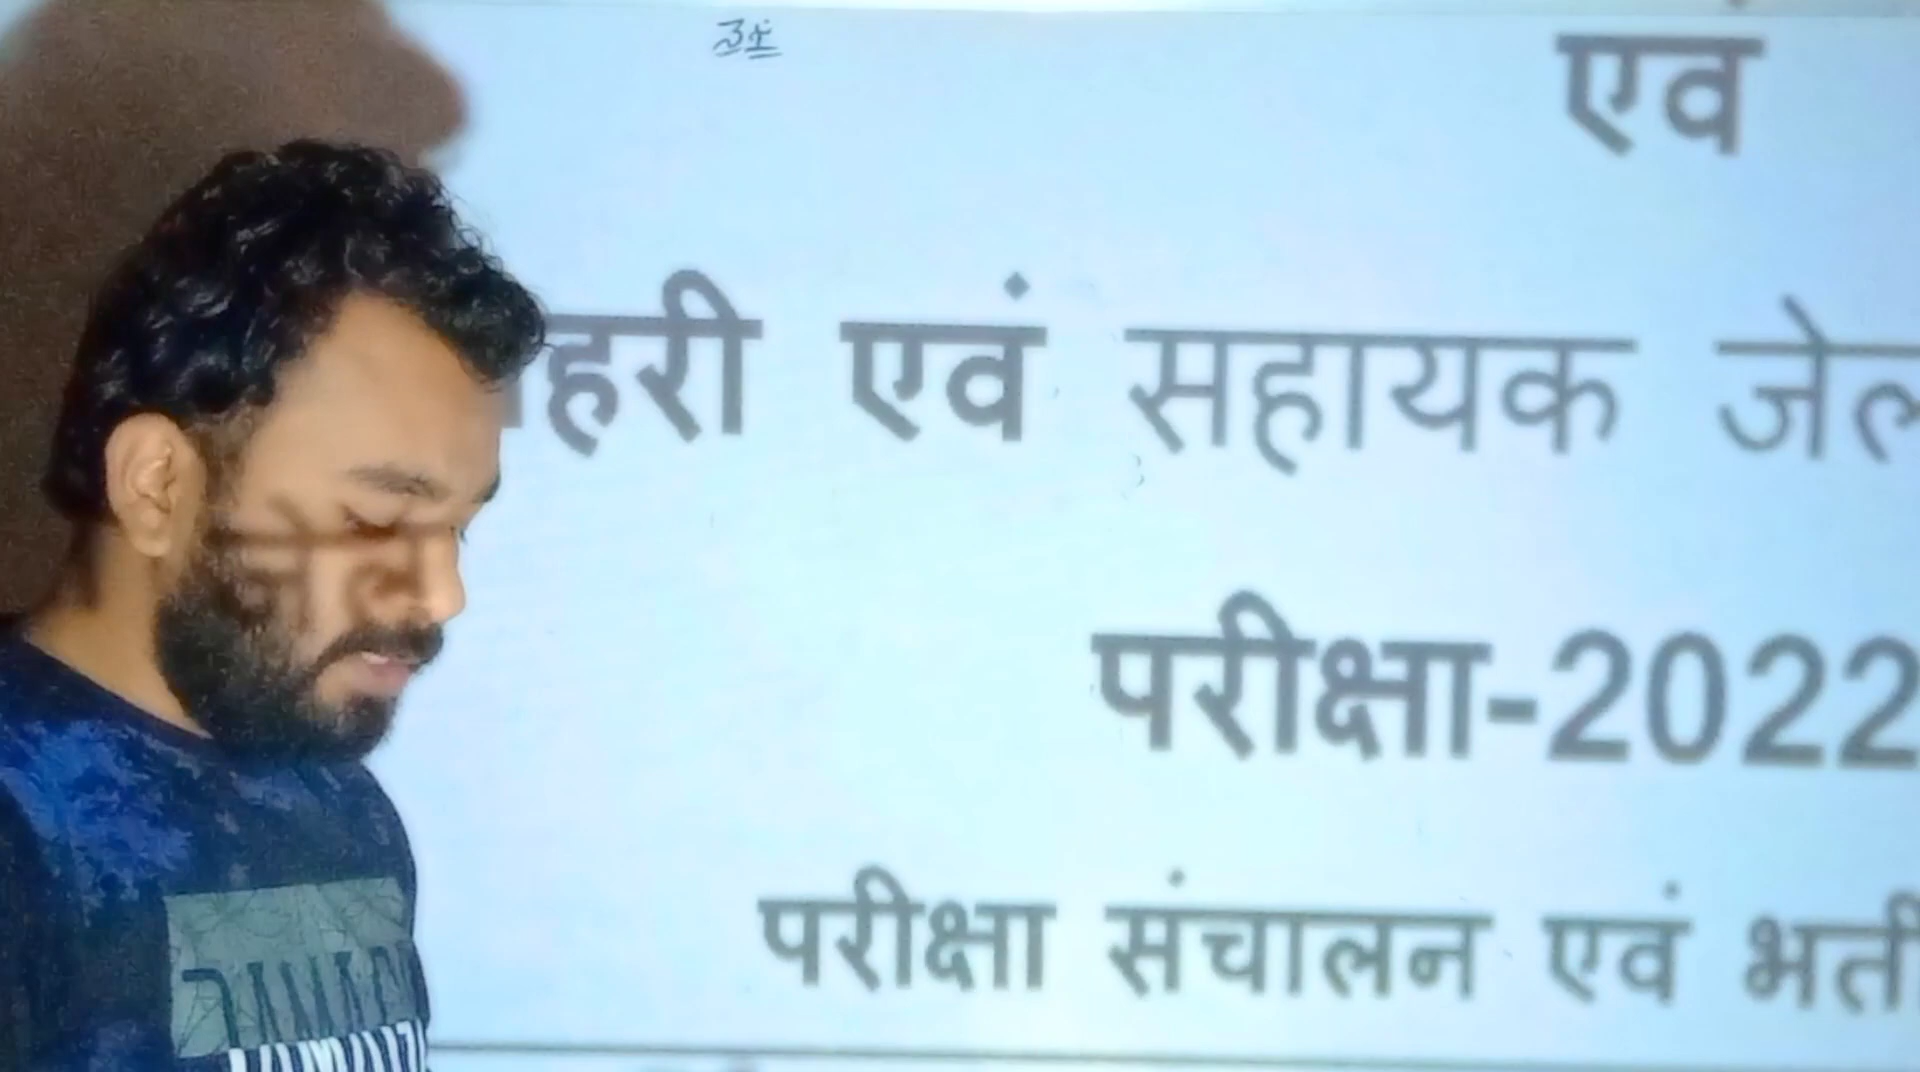 एवं
हरी एवं सहायक जेल
परीक्षा-2022
परीक्षा संचालन एवं भर्ती